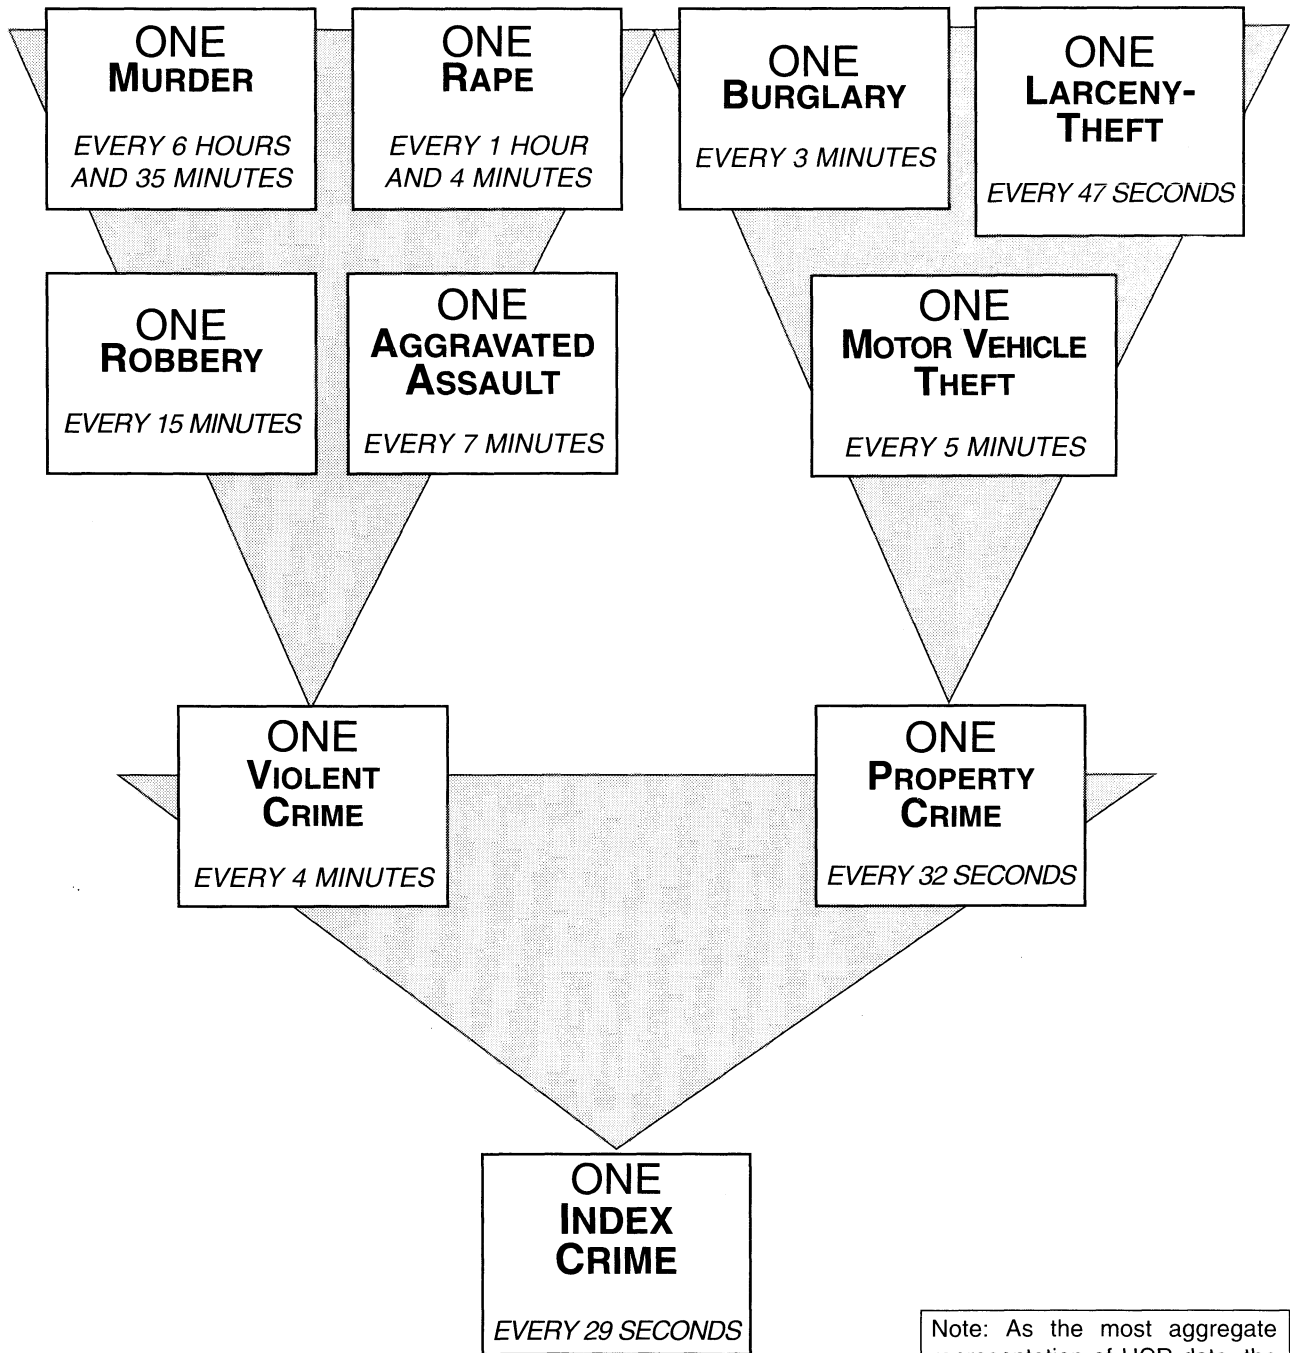 ONE
MURDER
EVERY 6 HOURS
AND 35 MINUTES
ONE
RAPE
EVERY 1 HOUR
AND 4 MINUTES
ONE
BURGLARY
EVERY 3 MINUTES
ONE
LARCENY-
THEFT
EVERY 47 SECONDS
ONE
ROBBERY
EVERY 15 MINUTES
ONE
AGGRAVATED
ASSAULT
EVERY 7 MINUTES
ONE
MOTOR VEHICLE
THEFT
EVERY 5 MINUTES
ONE
VIOLENT
CRIME
EVERY 4 MINUTES
ONE
PROPERTY
CRIME
EVERY 32 SECONDS
ONE
INDEX
CRIME
EVERY 29 SECONDS
Note: As the most aggregate